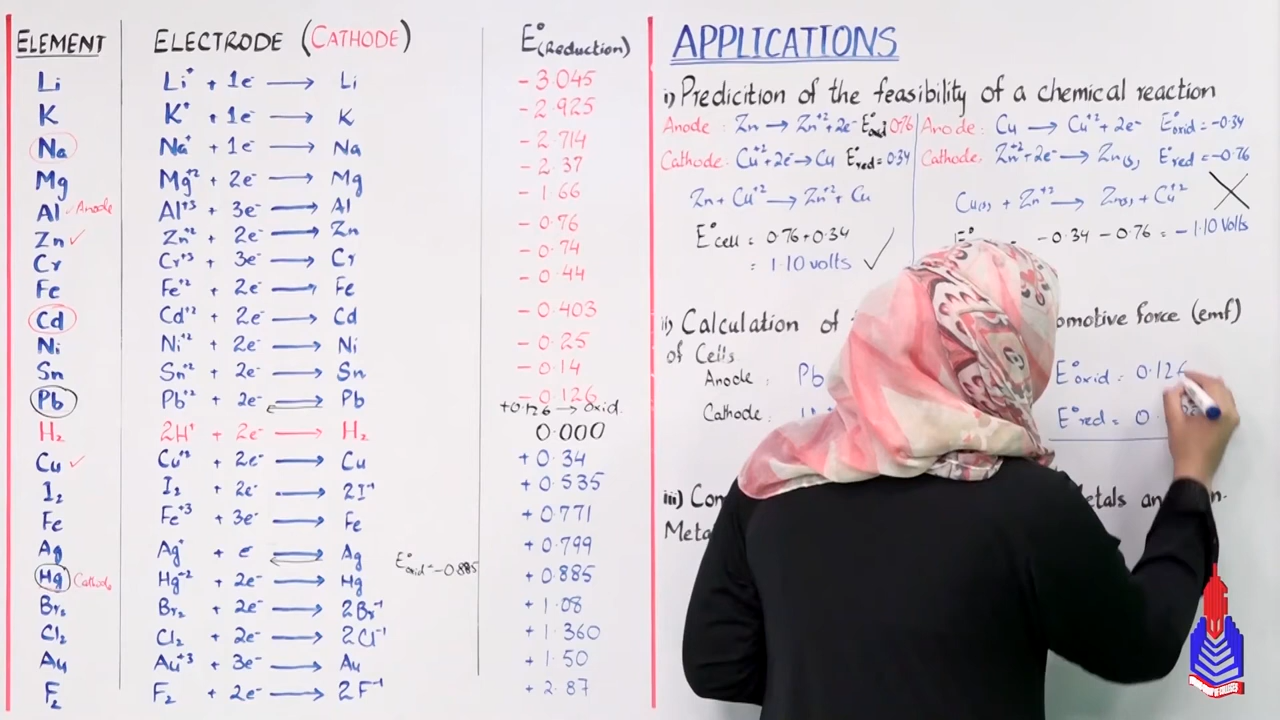 ELEMENT ELECTRODE (CATHODE) E°(Reduction)
Li Li⁺ + 1e⁻ ⟶ Li - 3.045
K K⁺ + 1e⁻ ⟶ K - 2.925
Na Na⁺ + 1e⁻ ⟶ Na - 2.714
Mg Mg⁺² + 2e⁻ ⟶ Mg - 2.37
Al Anode Al⁺³ + 3e⁻ ⟶ Al - 1.66
Zn ✓ Zn⁺² + 2e⁻ ⟶ Zn - 0.76
Cr Cr⁺³ + 3e⁻ ⟶ Cr - 0.74
Fe Fe⁺² + 2e⁻ ⟶ Fe - 0.44
Cd Cd⁺² + 2e⁻ ⟶ Cd - 0.403
Ni Ni⁺² + 2e⁻ ⟶ Ni - 0.25
Sn Sn⁺² + 2e⁻ ⟶ Sn - 0.14
Pb Pb⁺² + 2e⁻ ⟶ Pb - 0.126
+0.126 → oxid.
H₂ 2H⁺ + 2e⁻ ⟶ H₂ 0.000
Cu ✓ Cu⁺² + 2e⁻ ⟶ Cu + 0.34
I₂ I₂ + 2e⁻ ⟶ 2I⁻¹ + 0.535
Fe Fe⁺³ + 3e⁻ ⟶ Fe + 0.771
Ag Ag⁺ + e⁻ ⟶ Ag + 0.799
E°oxid = -0.885
Hg Cathode Hg⁺² + 2e⁻ ⟶ Hg + 0.885
Br₂ Br₂ + 2e⁻ ⟶ 2Br⁻¹ + 1.08
Cl₂ Cl₂ + 2e⁻ ⟶ 2Cl⁻¹ + 1.360
Au Au⁺³ + 3e⁻ ⟶ Au + 1.50
F₂ F₂ + 2e⁻ ⟶ 2F⁻¹ + 2.87
APPLICATIONS
i) Predicition of the feasibility of a chemical reaction
Anode: Zn → Zn⁺² + 2e⁻ E°oxid 0.76
Cathode: Cu⁺² + 2e⁻ → Cu E°red = 0.34
Zn + Cu⁺² ⟶ Zn⁺² + Cu
E°cell = 0.76 + 0.34
= 1.10 volts ✓
Anode: Cu ⟶ Cu⁺² + 2e⁻ E°oxid = -0.34
Cathode: Zn⁺² + 2e⁻ ⟶ Zn(s) E°red = -0.76
Cu(s) + Zn⁺² ⟶ Zn(s) + Cu⁺²
E° - 0.34 - 0.76 = - 1.10 Volts
ii) Calculation of omotive force (emf)
of Cells
Anode: Pb E°oxid = 0.126
Cathode: E°red = 0.
iii) Con etals an n-
Meta